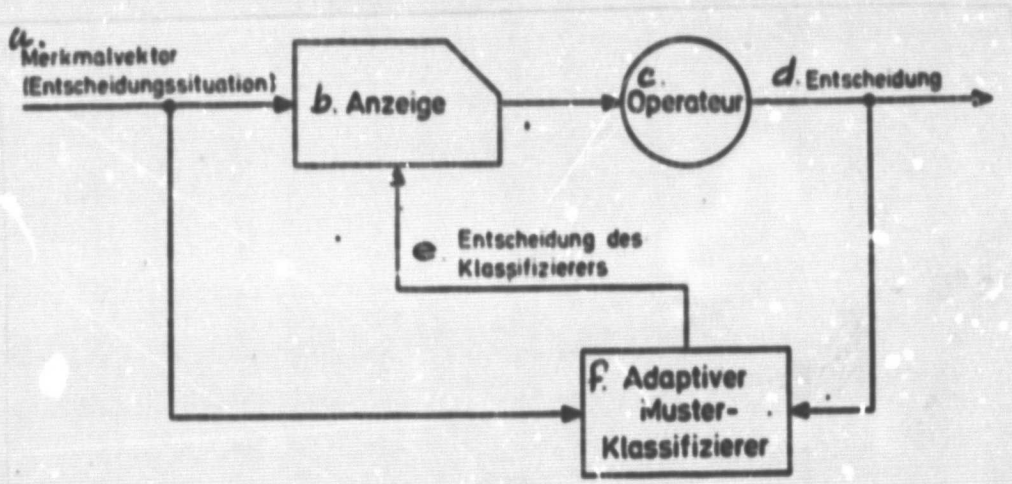 a.
Merkmalvektor
(Entscheidungssituation)
b. Anzeige
c.
Operateur
d. Entscheidung
e Entscheidung des
Klassifizierers
f. Adaptiver
Muster-
Klassifizierer